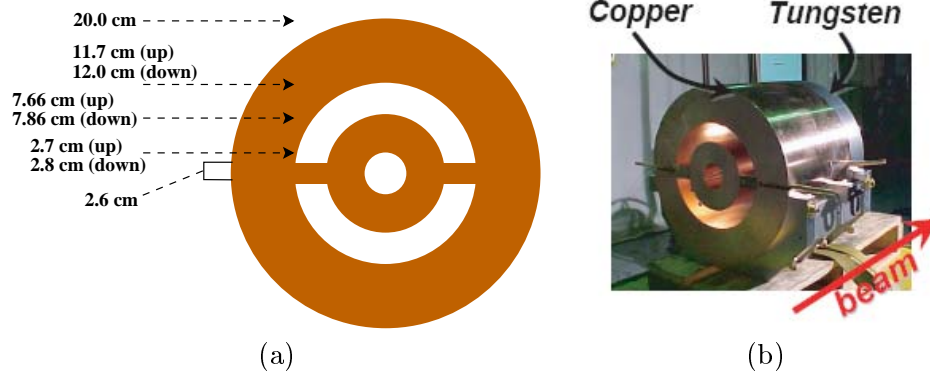 20.0 cm
11.7 cm (up)
12.0 cm (down)
7.66 cm (up)
7.86 cm (down)
2.7 cm (up)
2.8 cm (down)
2.6 cm
(a)
Copper
Tungsten
beam
(b)